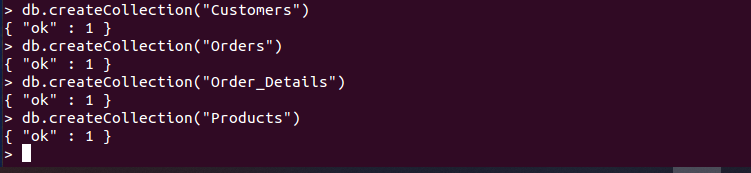 > db.createCollection("Customers")
{ "ok" : 1 }
> db.createCollection("Orders")
{ "ok" : 1 }
> db.createCollection("Order_Details")
{ "ok" : 1 }
> db.createCollection("Products")
{ "ok" : 1 }
>